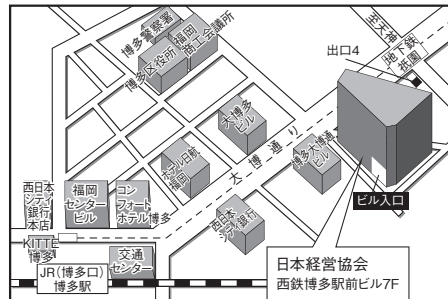 博多警察署
博多区役所
福岡
商工会議所
至天神
地下鉄
祇園
出口4
大博多
ビル
大博通り
ホテル日航
福岡
博多大博通
ビル
西日本
シティ
銀行
本店
福岡
センター
ビル
コン
フォート
ホテル博多
ビル入口
西日本
シティ銀行
KITTE
博多
交通
センター
JR(博多口)
博多駅
日本経営協会
西鉄博多駅前ビル7F